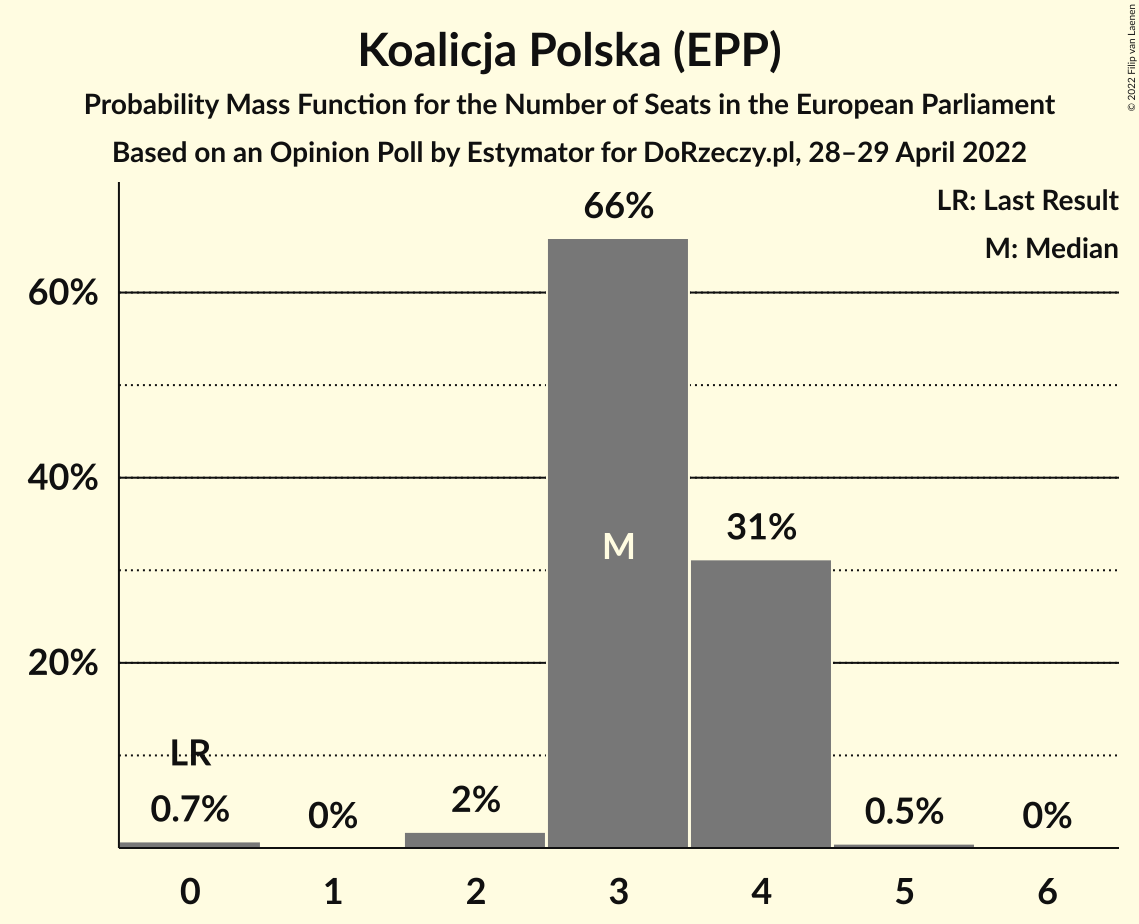 Koalicja Polska (EPP)
Probability Mass Function for the Number of Seats in the European Parliament
Based on an Opinion Poll by Estymator for DoRzeczy.pl, 28–29 April 2022
© 2022 Filip van Laenen
LR: Last Result
M: Median
60%
40%
20%
66%
M
31%
LR
0.7%
0%
2%
0.5%
0%
0 1 2 3 4 5 6